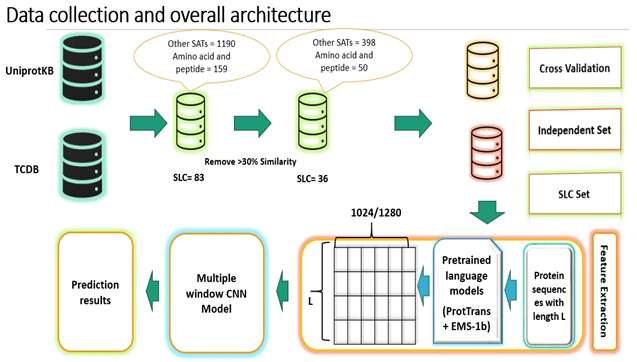 Data collection and overall architecture
UniprotKB
TCDB
Other SATs = 1190
Amino acid and
peptide = 159
Other SATs = 398
Amino acid and
peptide = 50
Remove >30% Similarity
SLC= 83
SLC= 36
Cross Validation
Independent Set
SLC Set
Prediction
results
Multiple
window CNN
Model
1024/1280
L
Pretrained
language
models
(ProtTrans
+ EMS-1b)
Protein
sequenc
es with
length L
Feature Extraction